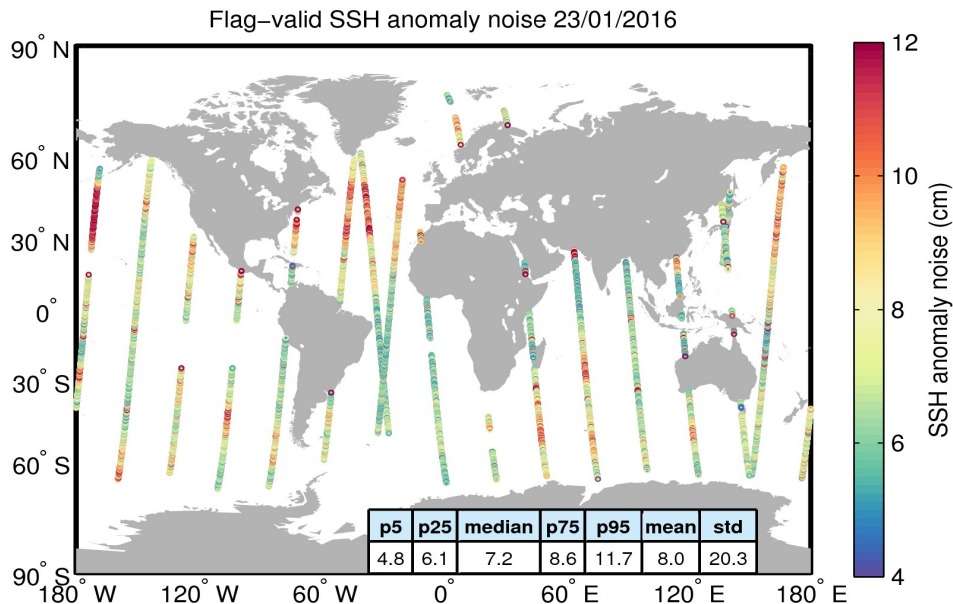 Flag−valid SSH anomaly noise 23/01/2016
90° N
60° N
30° N
0°
30° S
60° S
90° S
180° W
120° W
60° W
0°
60° E
120° E
180° E
p5 p25 median p75 p95 mean std
4.8 6.1 7.2 8.6 11.7 8.0 20.3
12
10
8
6
4
SSH anomaly noise (cm)